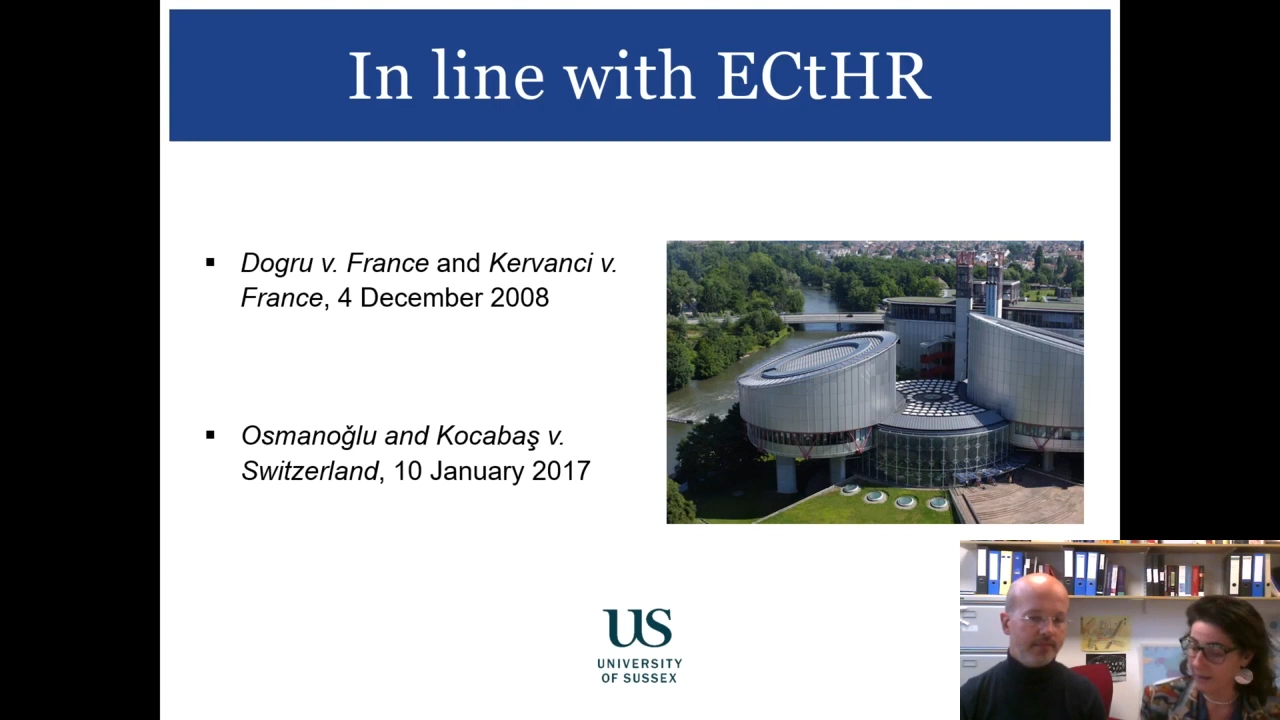 In line with ECtHR
▪ Dogru v. France and Kervanci v.
France, 4 December 2008
▪ Osmanoğlu and Kocabaş v.
Switzerland, 10 January 2017
US
UNIVERSITY
OF SUSSEX